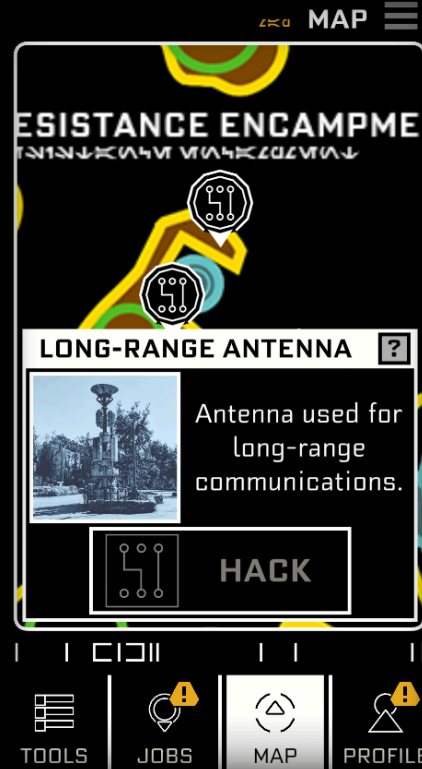 MAP
ESISTANCE ENCAMPME
LONG-RANGE ANTENNA ?
Antenna used for
long-range
communications.
HACK
TOOLS JOBS MAP PROFILE